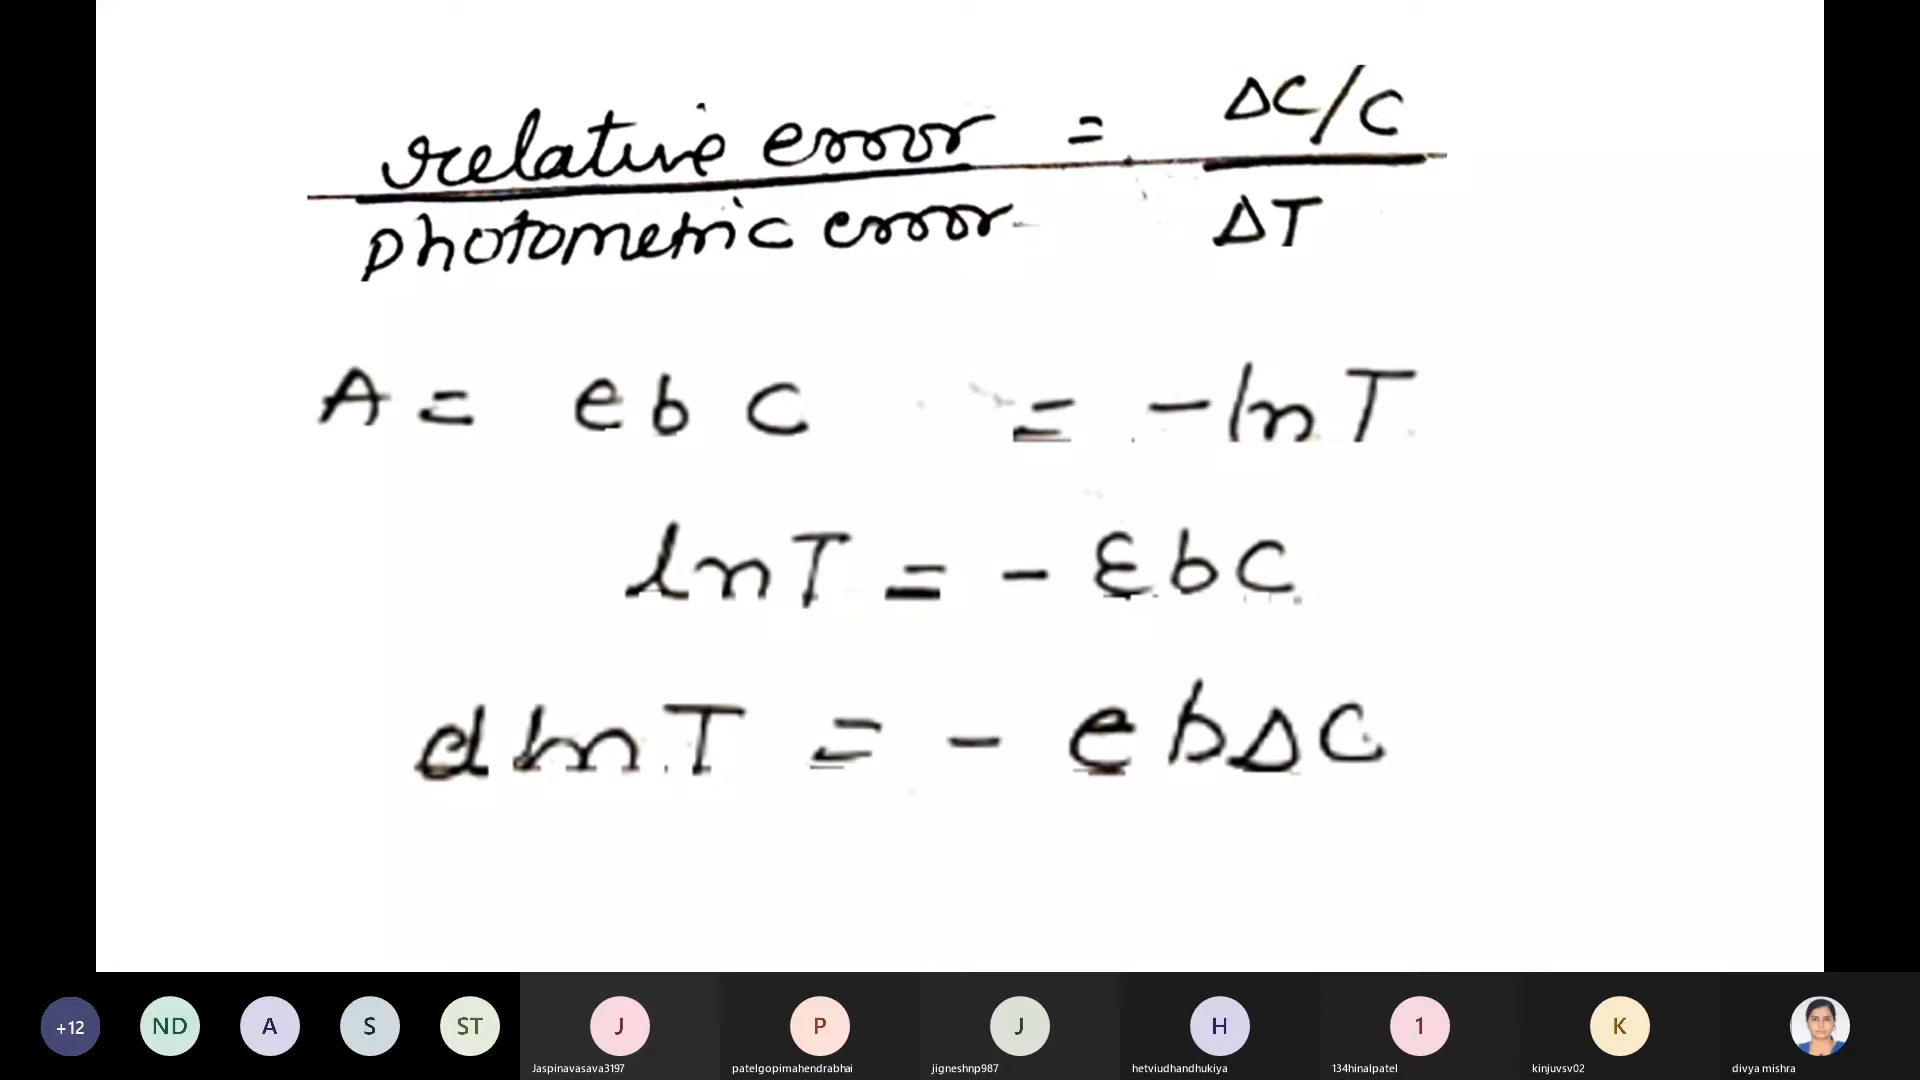 relative error = ΔC/C
photometric error ΔT
A = ebC = -lnT
lnT = - εbC
dlnT = - ebΔC
+12 ND A S ST J P J H 1 K
Jaspinavasava3197 patelgopimahendrabhai jigneshnp987 hetviudhandhukiya 134hinalpatel kinjuvsv02 divya mishra